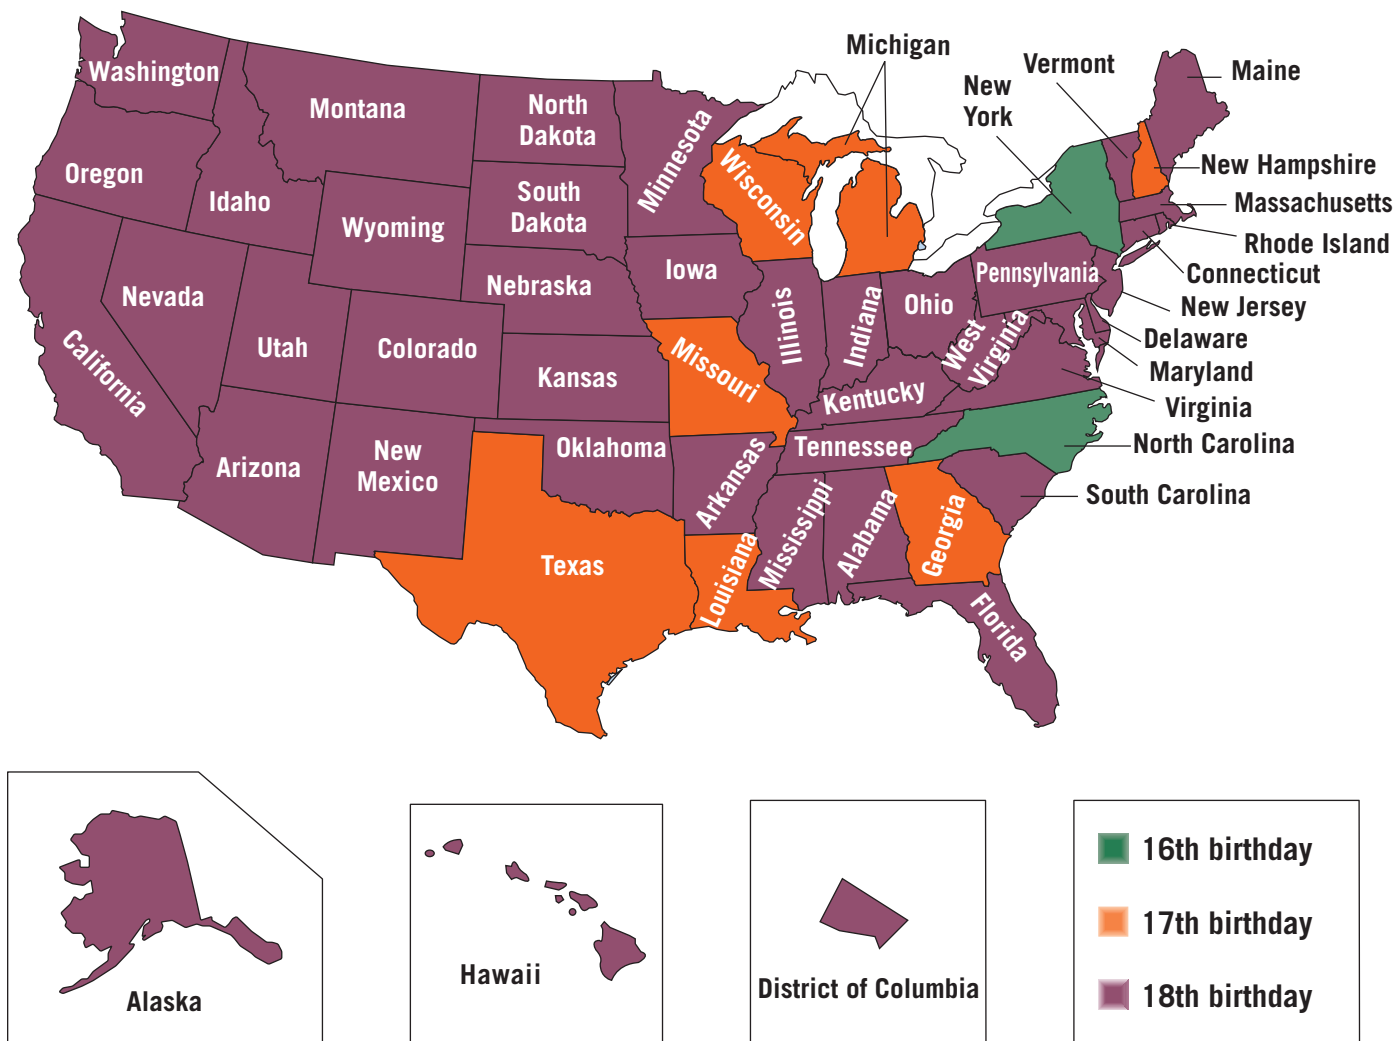 Washington
Montana
North
Dakota
Minnesota
Michigan
Vermont
New
York
Maine
Oregon
Idaho
Wyoming
South
Dakota
Wisconsin
New Hampshire
Massachusetts
Rhode Island
Connecticut
New Jersey
Delaware
Maryland
Virginia
North Carolina
South Carolina
Nevada
California
Utah
Colorado
Nebraska
Iowa
Kansas
Missouri
Illinois
Indiana
Ohio
Pennsylvania
West
Virginia
Kentucky
Tennessee
Arizona
New
Mexico
Oklahoma
Arkansas
Texas
Louisiana
Mississippi
Alabama
Georgia
Florida
Alaska
Hawaii
District of Columbia
16th birthday
17th birthday
18th birthday